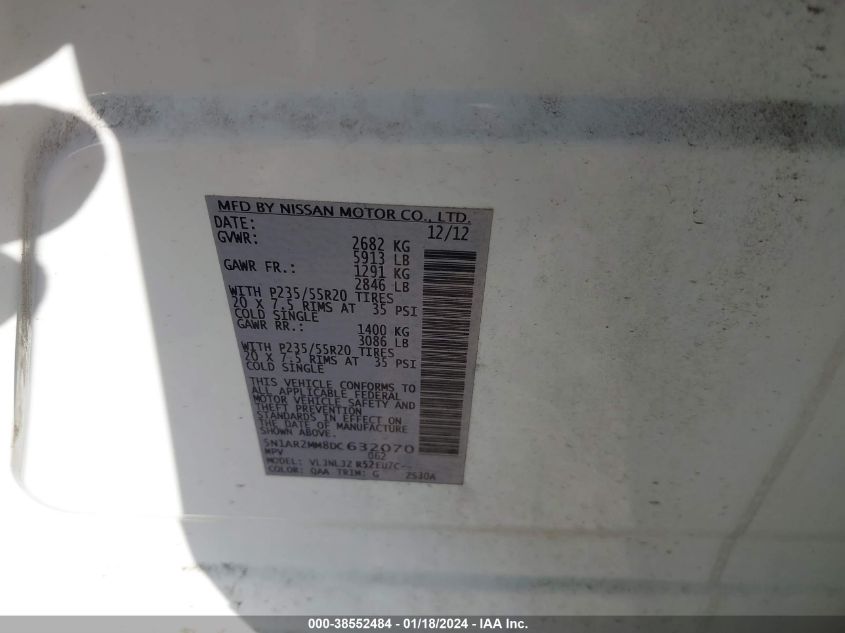 MFD BY NISSAN MOTOR CO., LTD.
DATE: 12/12
GVWR: 2682 KG
5913 LB
GAWR FR.: 1291 KG
2846 LB
WITH P235/55R20 TIRES
20 X 7.5 RIMS AT 35 PSI
COLD SINGLE
GAWR RR.: 1400 KG
3086 LB
WITH P235/55R20 TIRES
20 X 7.5 RIMS AT 35 PSI
COLD SINGLE
THIS VEHICLE CONFORMS TO
ALL APPLICABLE FEDERAL
MOTOR VEHICLE SAFETY AND
THEFT PREVENTION
STANDARDS IN EFFECT ON
THE DATE OF MANUFACTURE
SHOWN ABOVE.
5N1AR2MM8DC632070
MPV 062
MODEL:
COLOR: QAA TRIM: G 2S30A
000-38552484 - 01/18/2024 - IAA Inc.